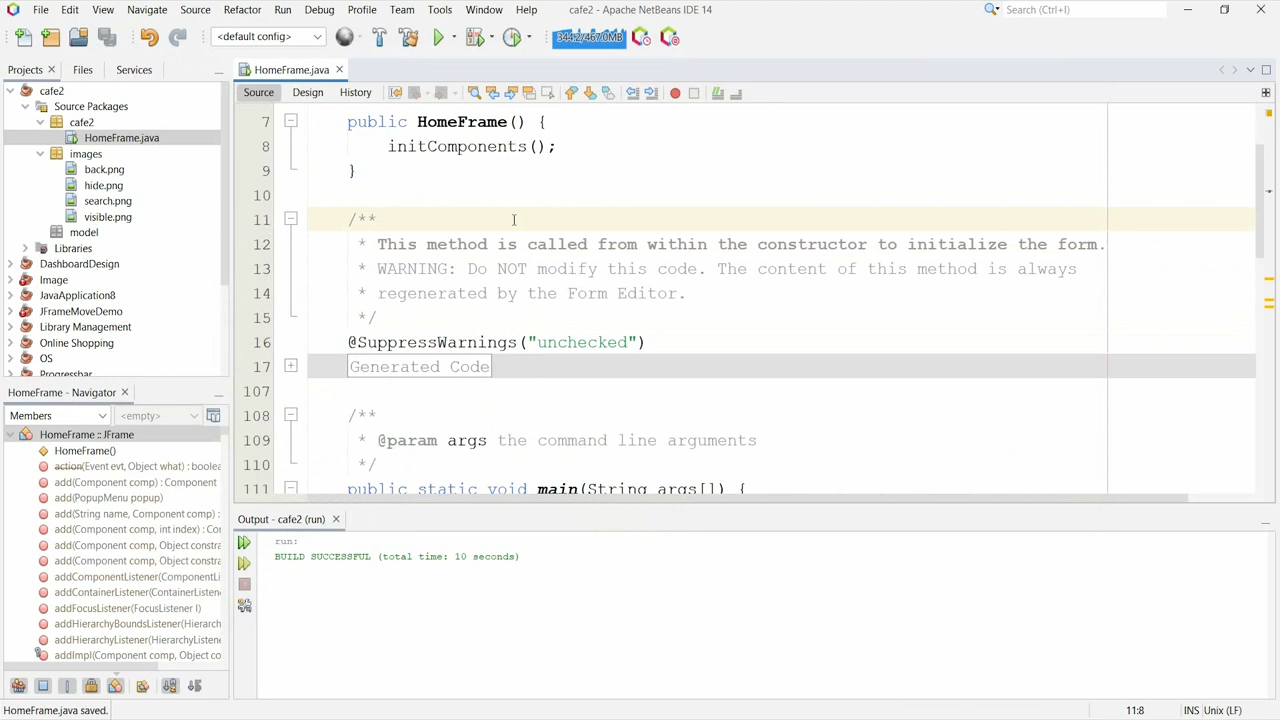 File Edit View Navigate Source Refactor Run Debug Profile Team Tools Window Help cafe2 - Apache NetBeans IDE 14 Search (Ctrl+I)
<default config> 344.2/467.0MB
Projects Files Services HomeFrame.java
Source Design History
cafe2
Source Packages
cafe2
HomeFrame.java
images
back.png
hide.png
search.png
visible.png
model
Libraries
DashboardDesign
Image
JavaApplication8
JFrameMoveDemo
Library Management
Online Shopping
OS
Progressbar
7 public HomeFrame() {
8 initComponents();
9 }
10
11 /**
12 * This method is called from within the constructor to initialize the form.
13 * WARNING: Do NOT modify this code. The content of this method is always
14 * regenerated by the Form Editor.
15 */
16 @SuppressWarnings("unchecked")
17 Generated Code
107
108 /**
109 * @param args the command line arguments
110 */
111 public static void main(String args[]) {
HomeFrame - Navigator
Members <empty>
HomeFrame :: JFrame
HomeFrame()
action(Event evt, Object what) : boolea
add(Component comp) : Component
add(PopupMenu popup)
add(String name, Component comp) :
add(Component comp, int index) : Co
add(Component comp, Object constra
add(Component comp, Object constra
addComponentListener(ComponentLi
addContainerListener(ContainerListene
addFocusListener(FocusListener l)
addHierarchyBoundsListener(Hierarch
addHierarchyListener(HierarchyListene
addImpl(Component comp, Object co
Output - cafe2 (run)
run:
BUILD SUCCESSFUL (total time: 10 seconds)
HomeFrame.java saved. 11:8 INS Unix (LF)